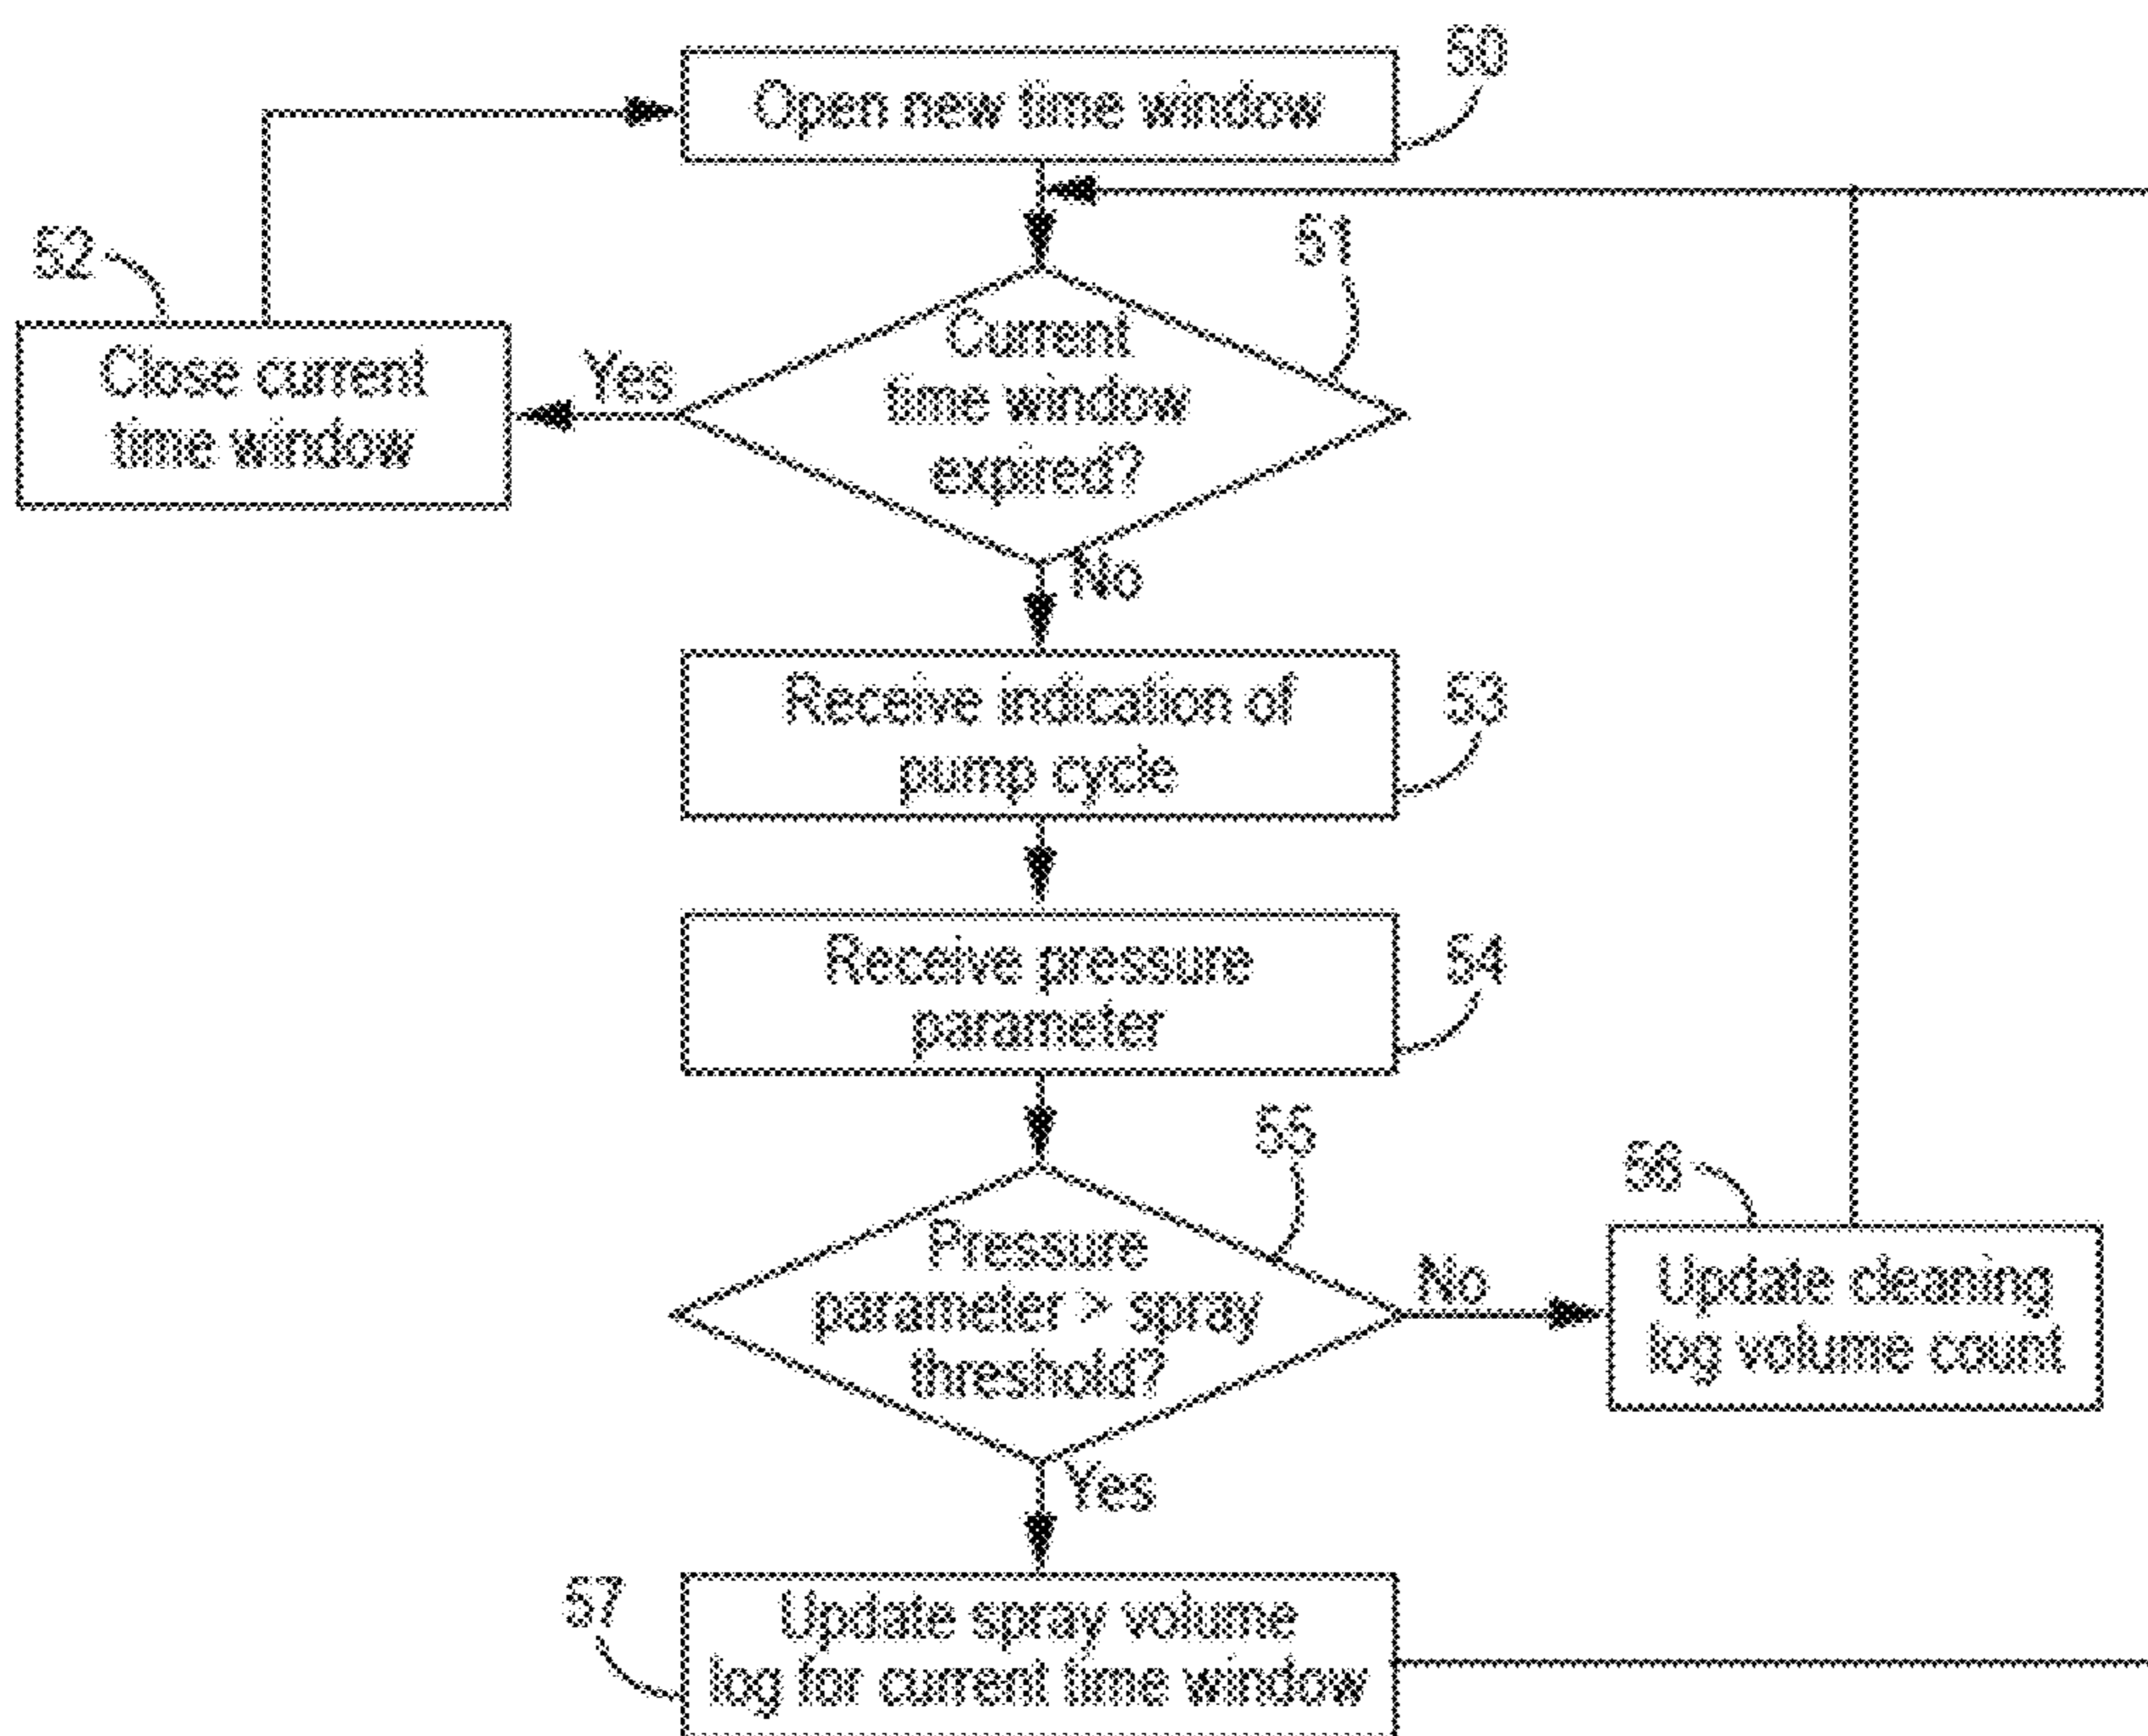 50
Open new time window
51
52
Current
time window
expired?
Yes
Close current
time window
No
Receive indication of
pump cycle
53
Receive pressure
parameter
54
55
Pressure
parameter > spray
threshold?
No
56
Update cleaning
log volume count
Yes
57
Update spray volume
log for current time window